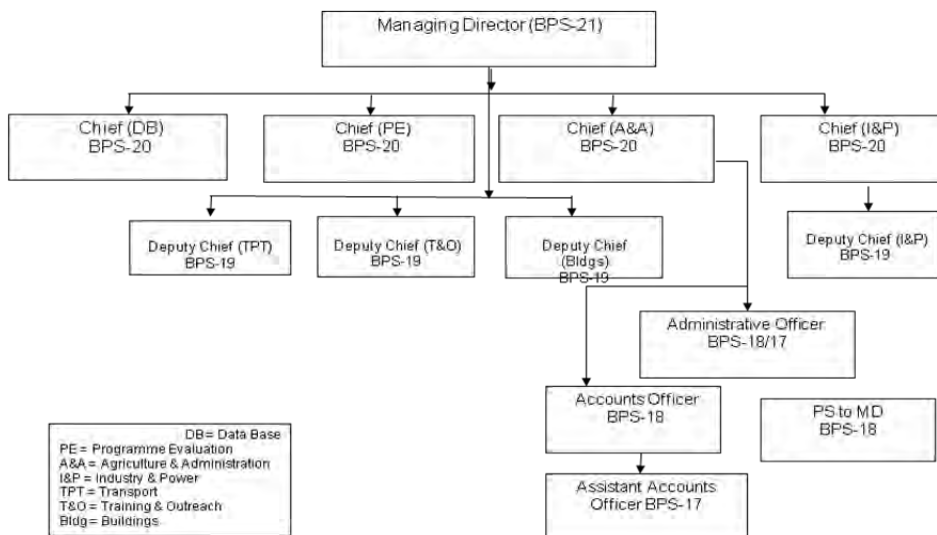 Managing Director (BPS-21)
Chief (DB)
BPS-20
Chief (PE)
BPS-20
Chief (A&A)
BPS-20
Chief (I&P)
BPS-20
Deputy Chief (TPT)
BPS-19
Deputy Chief (T&O)
BPS-19
Deputy Chief
(Bldgs)
BPS-19
Deputy Chief (I&P)
BPS-19
Administrative Officer
BPS-18/17
Accounts Officer
BPS-18
PS to MD
BPS-18
Assistant Accounts
Officer BPS-17
DB= Data Base
PE = Programme Evaluation
A&A = Agriculture & Administration
I&P = Industry & Power
TPT = Transport
T&O = Training & Outreach
Bldg = Buildings